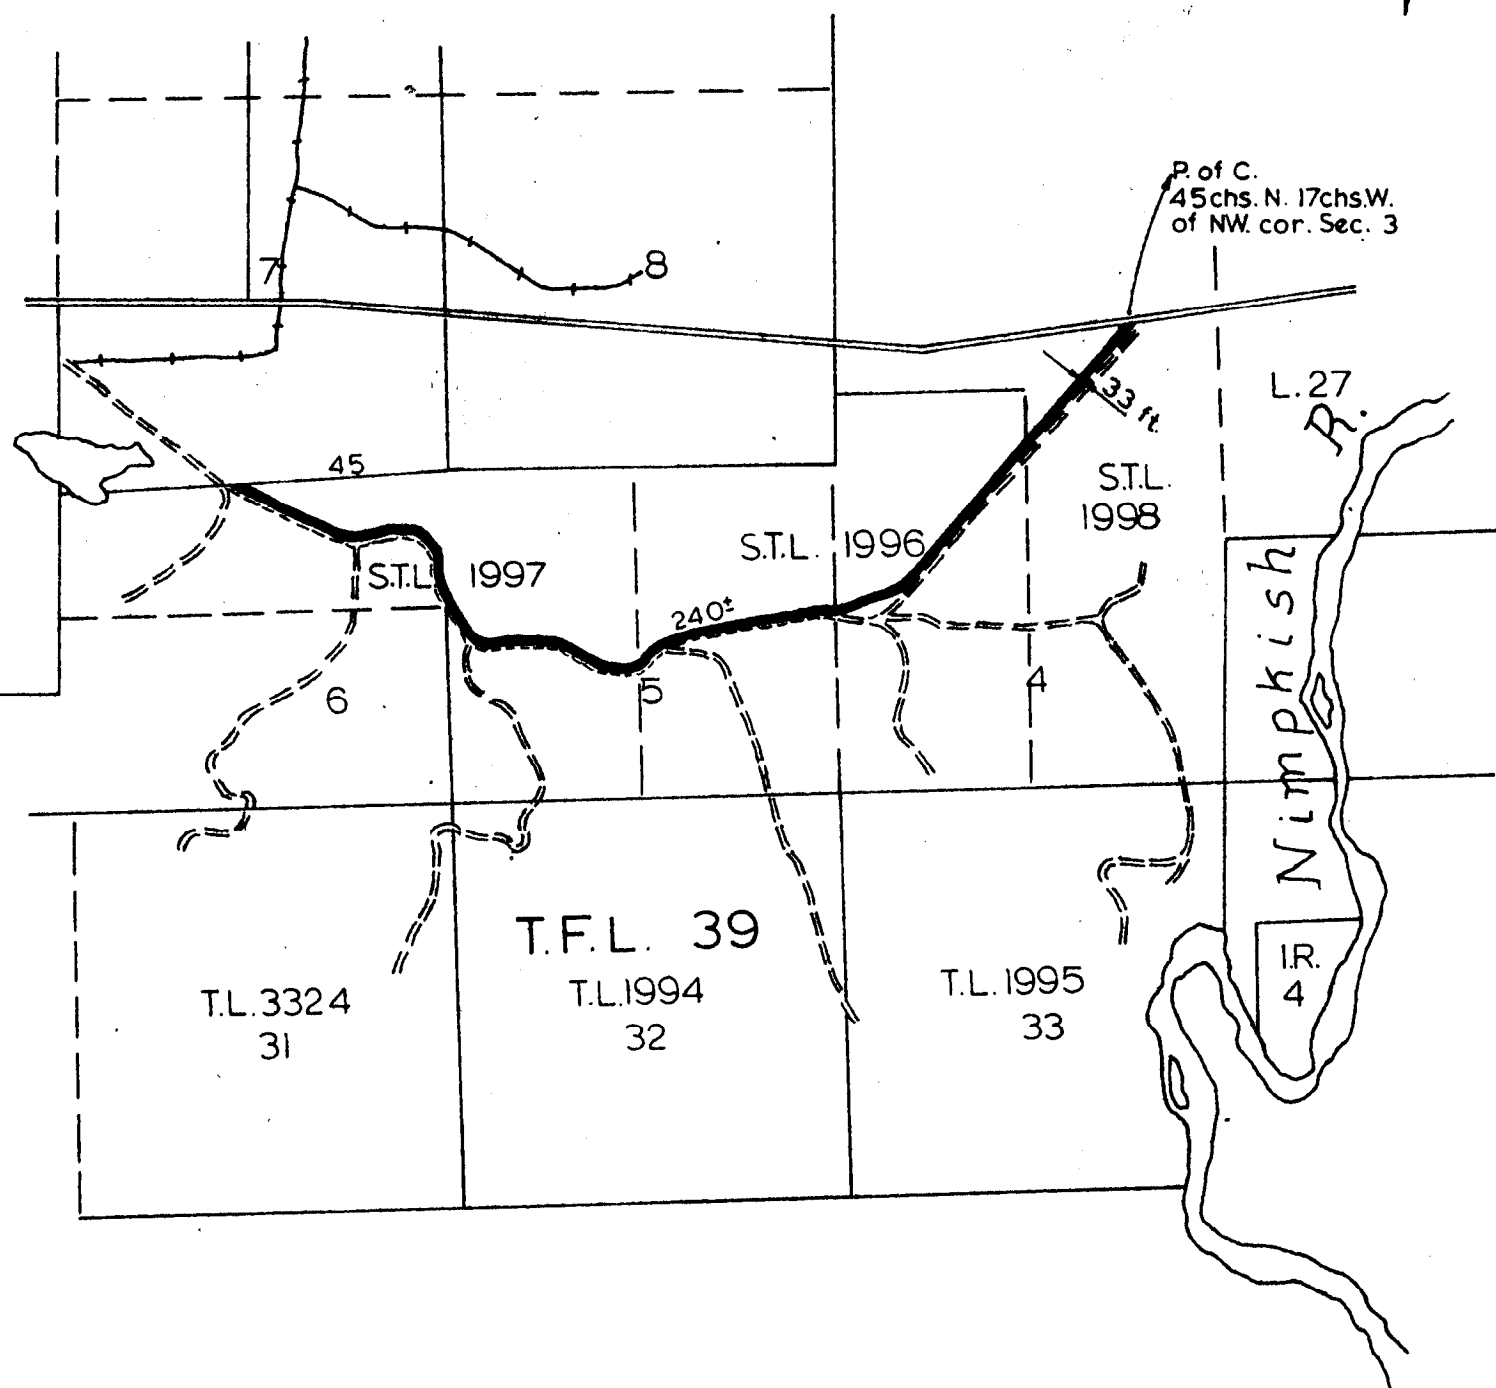 P. of C.
45chs. N. 17chs.W.
of NW. cor. Sec. 3
7
8
33 ft.
L.27
R.
45
S.T.L.
1998
S.T.L. 1996
S.T.L. 1997
240±
Nimpkish
6
5
4
T.F.L. 39
I.R.
4
T.L.3324
31
T.L.1994
32
T.L.1995
33